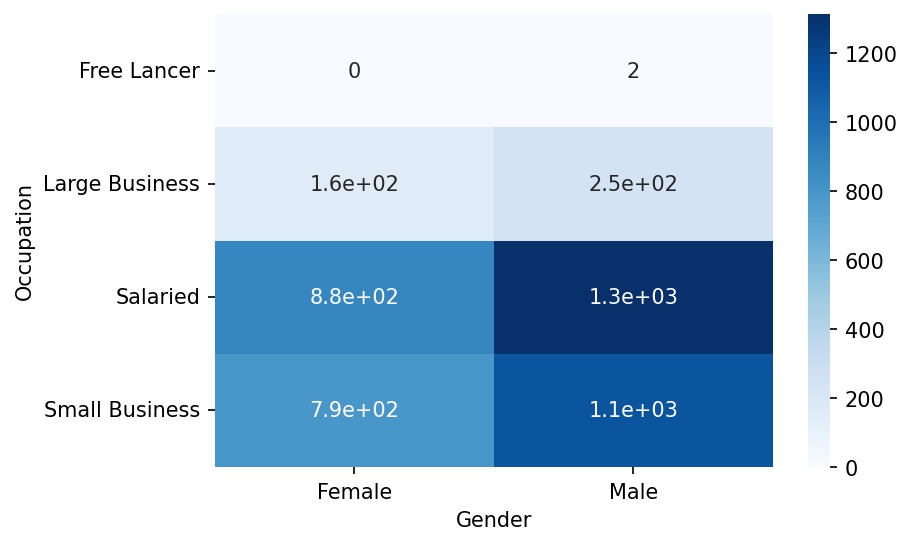 Free Lancer 0 2 1200
1000
Large Business 1.6e+02 2.5e+02
800
Occupation
600
Salaried 8.8e+02 1.3e+03
400
Small Business 7.9e+02 1.1e+03
200
0
Female Male
Gender